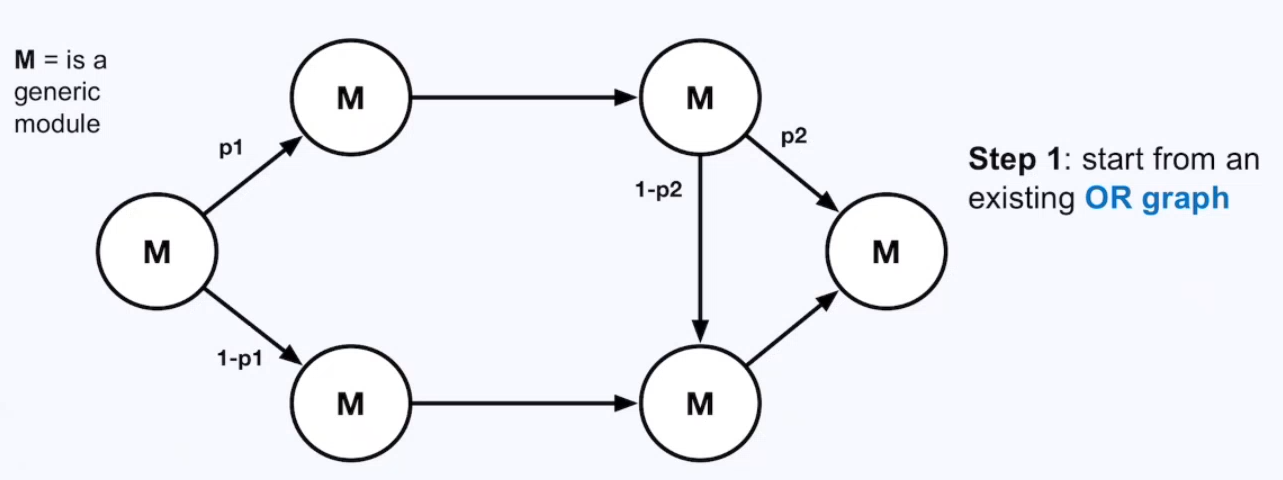 M = is a
generic
module
M
M
p1
p2
1-p2
Step 1: start from an
existing OR graph
M
M
1-p1
M
M